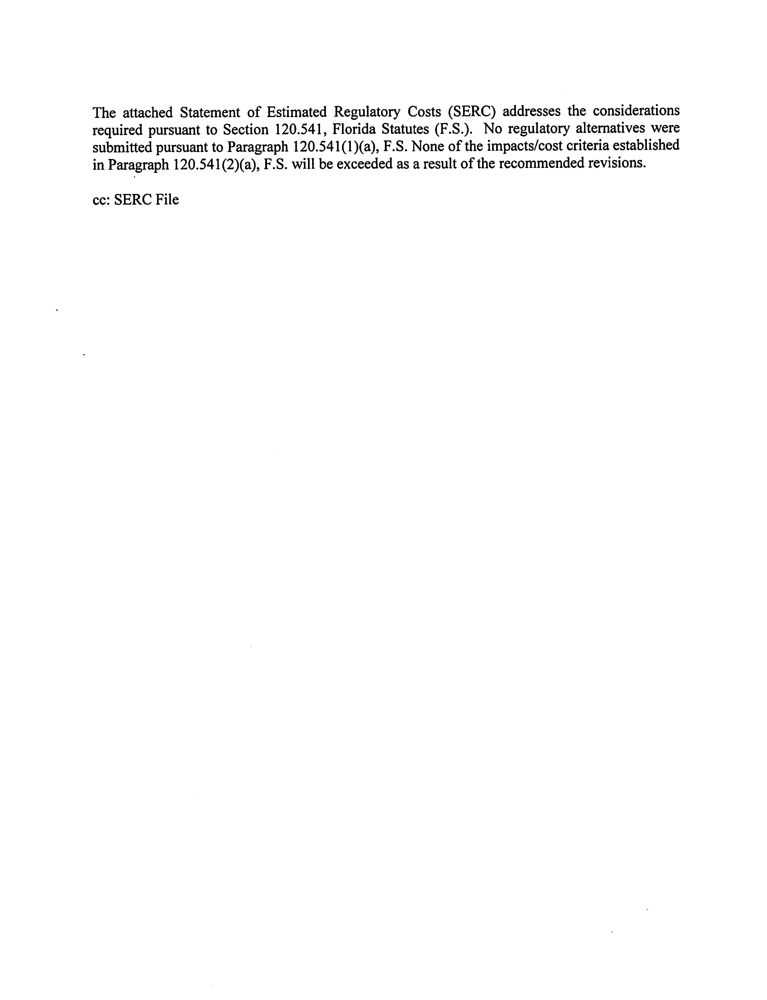 The attached Statement of Estimated Regulatory Costs (SERC) addresses the considerations
required pursuant to Section 120.541, Florida Statutes (F.S.). No regulatory alternatives were
submitted pursuant to Paragraph 120.541(1)(a), F.S. None of the impacts/cost criteria established
in Paragraph 120.541(2)(a), F.S. will be exceeded as a result of the recommended revisions.
cc: SERC File